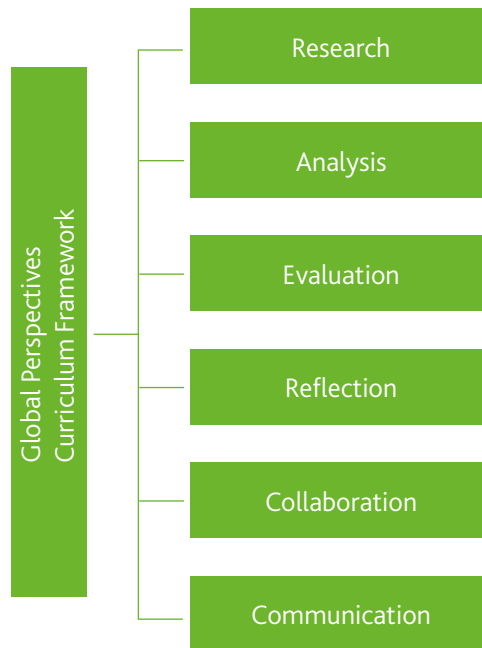 Global Perspectives
Curriculum Framework
Research
Analysis
Evaluation
Reflection
Collaboration
Communication